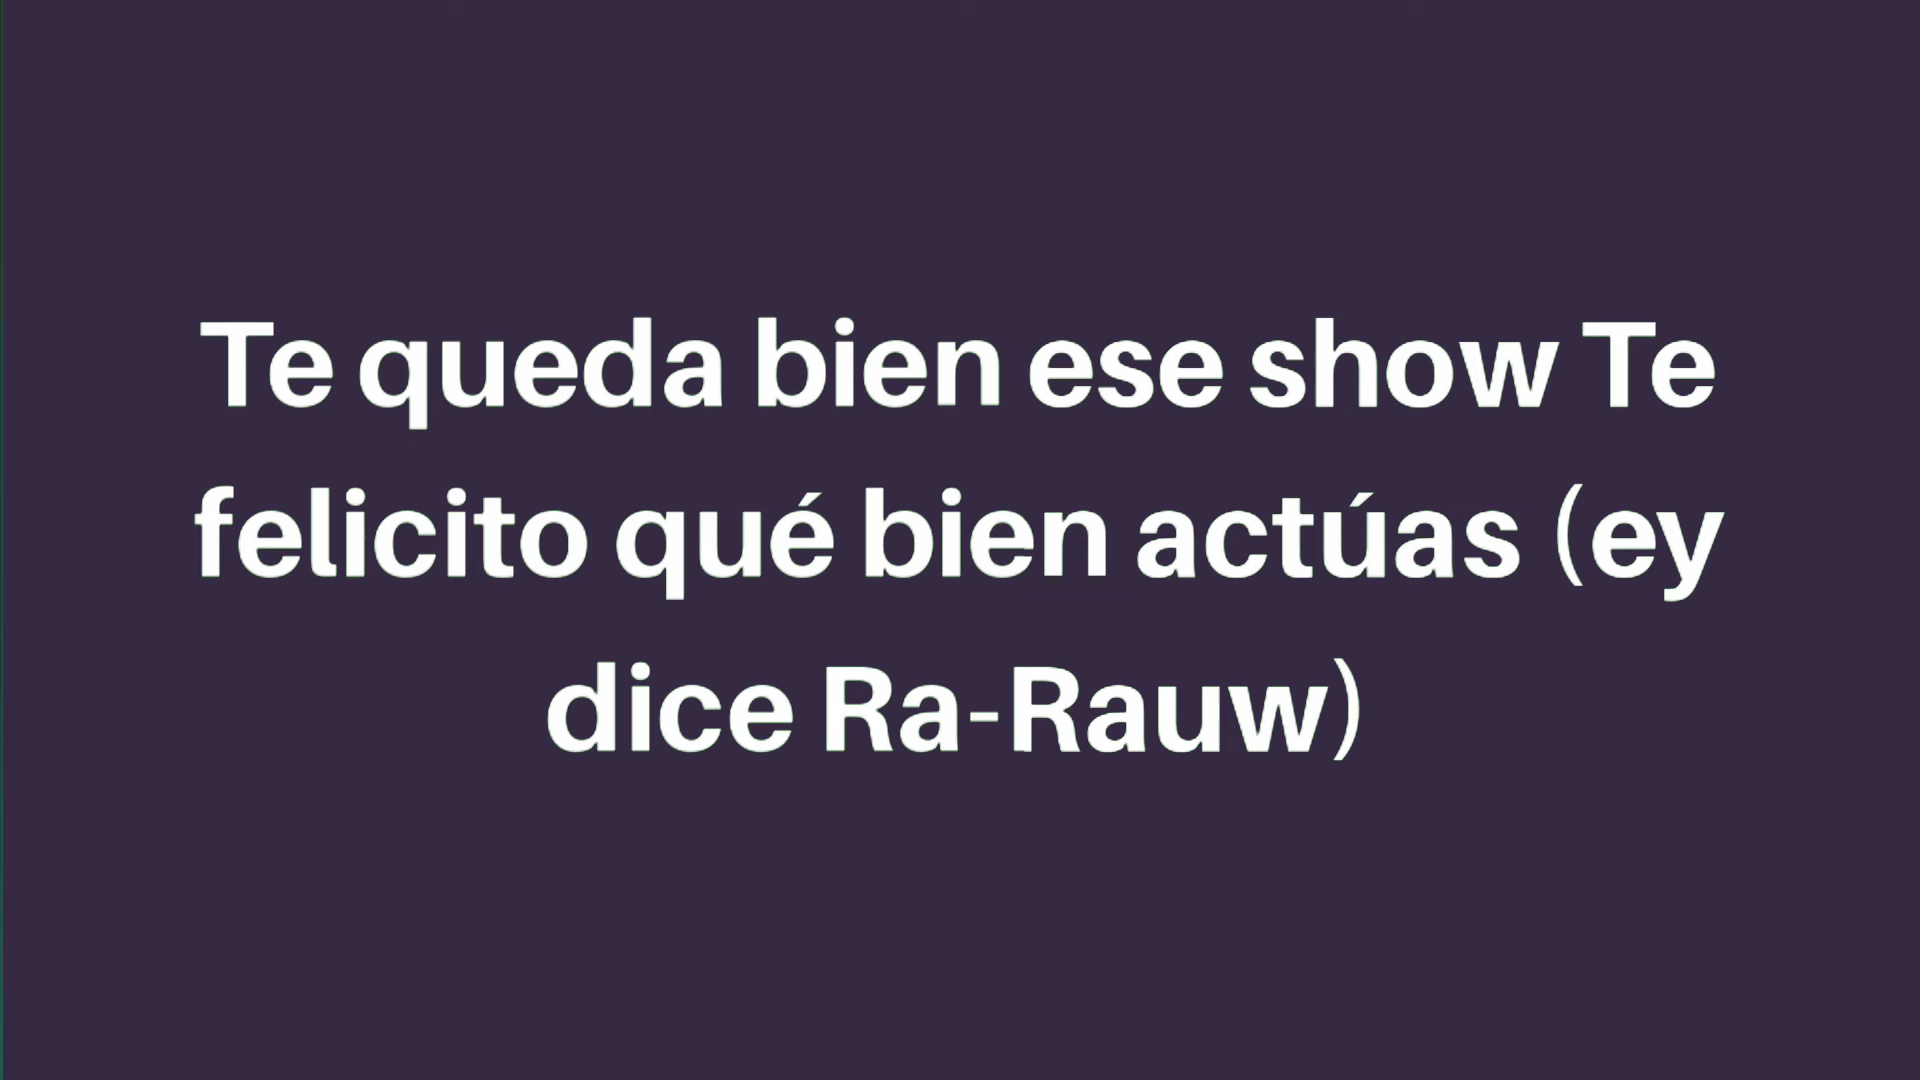 Te queda bien ese show Te
felicito qué bien actúas (ey
dice Ra-Rauw)